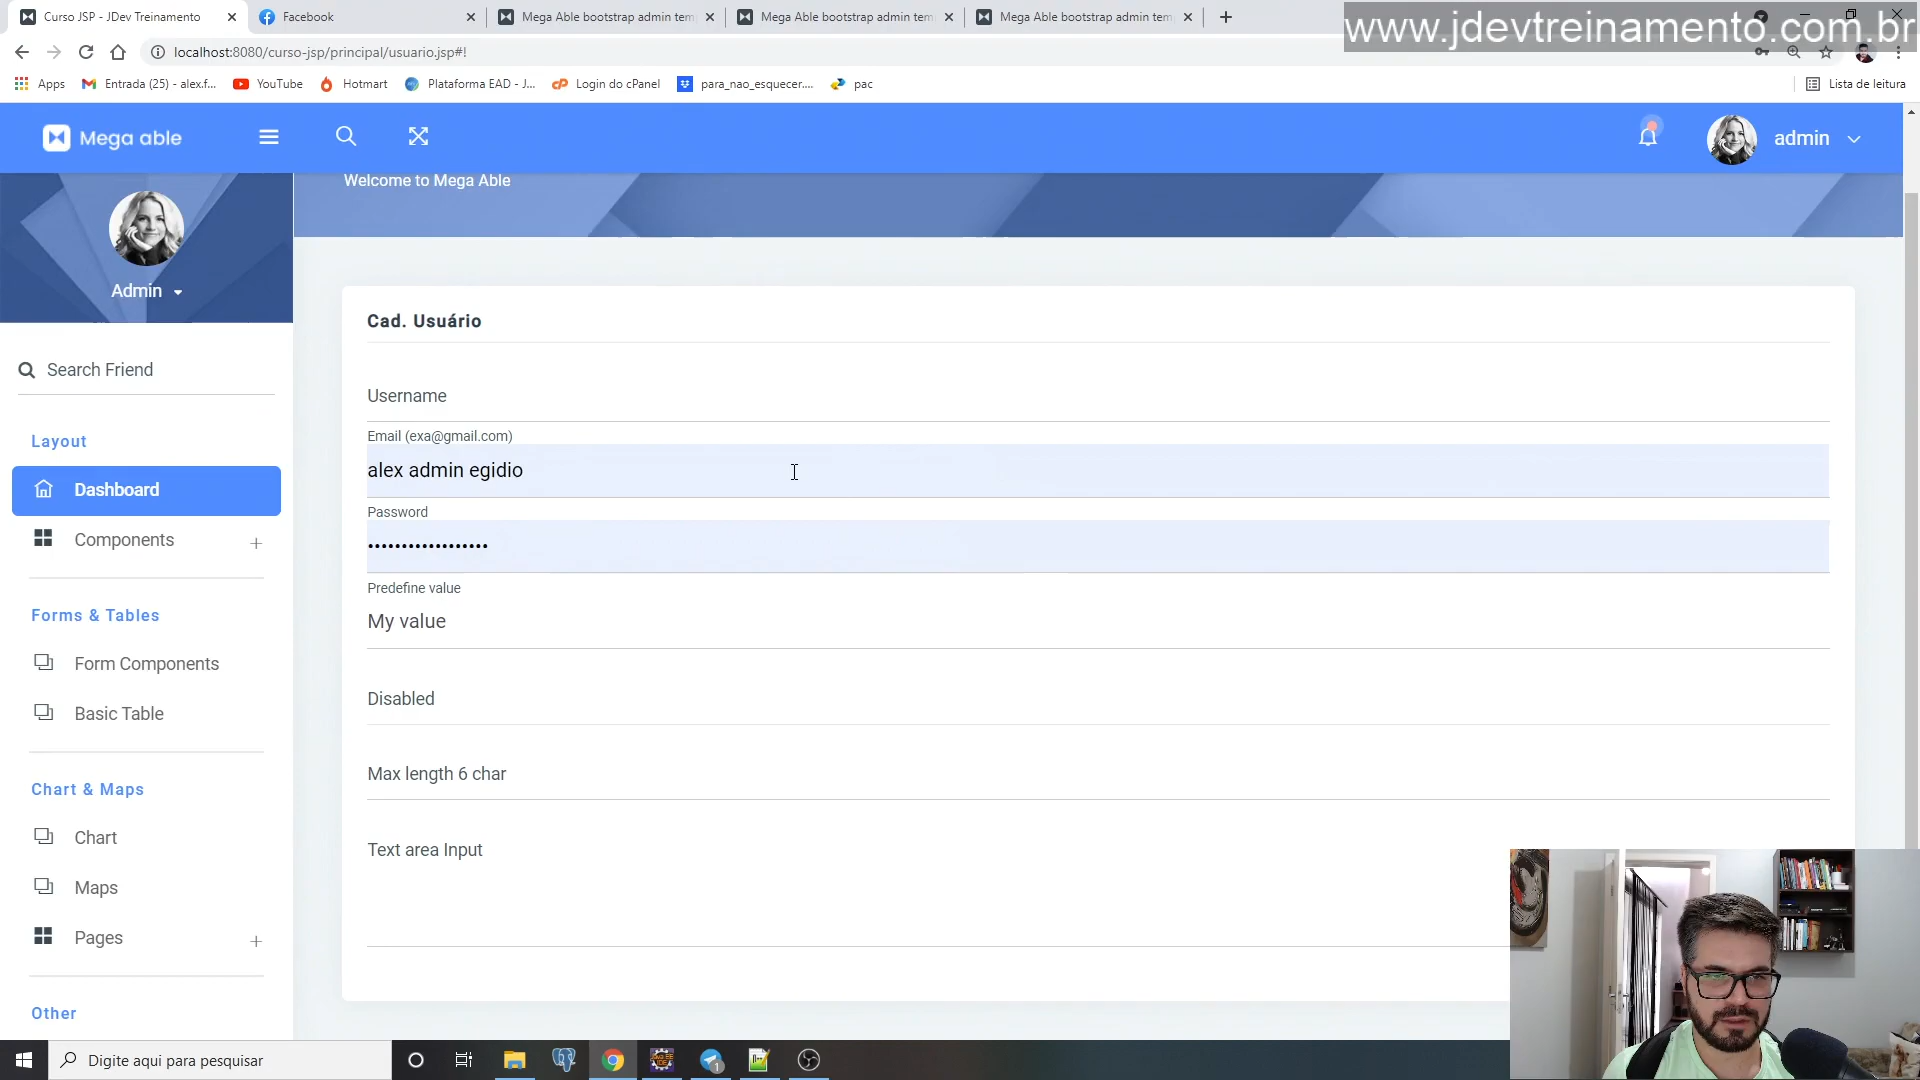 Curso JSP - JDev Treinamento
Facebook
Mega Able bootstrap admin tem
Mega Able bootstrap admin tem
Mega Able bootstrap admin tem
www.jdevtreinamento.com.br
localhost:8080/curso-jsp/principal/usuario.jsp#!
Apps
Entrada (25) - alex.f...
YouTube
Hotmart
Plataforma EAD - J...
Login do cPanel
para_nao_esquecer....
pac
Lista de leitura
Mega able
admin
Welcome to Mega Able
Admin
Search Friend
Layout
Dashboard
Components
Forms & Tables
Form Components
Basic Table
Chart & Maps
Chart
Maps
Pages
Other
Cad. Usuário
Username
Email (exa@gmail.com)
alex admin egidio
Password
••••••••••••••••••
Predefine value
My value
Disabled
Max length 6 char
Text area Input
Digite aqui para pesquisar
1